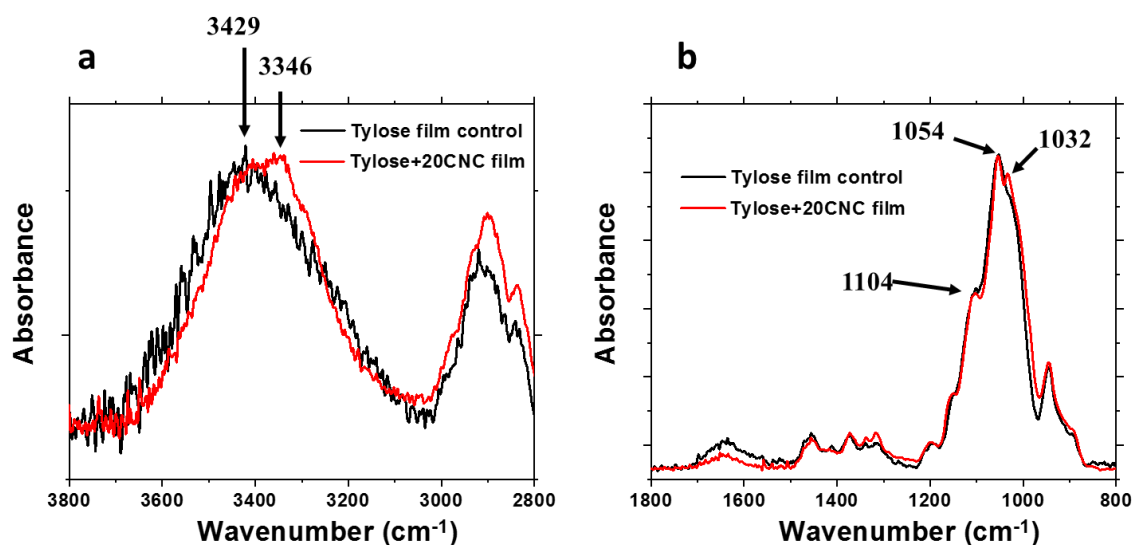 a
3429
3346
Tylose film control
Tylose+20CNC film
Absorbance
3800 3600 3400 3200 3000 2800
Wavenumber (cm⁻¹)
b
1054
1032
Tylose film control
Tylose+20CNC film
1104
Absorbance
1800 1600 1400 1200 1000 800
Wavenumber (cm⁻¹)